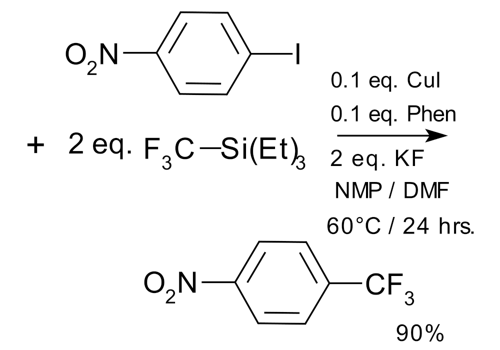 O₂N I
0.1 eq. CuI
0.1 eq. Phen
+ 2 eq. F₃C–Si(Et)₃
2 eq. KF
NMP / DMF
60°C / 24 hrs.
O₂N CF₃
90%